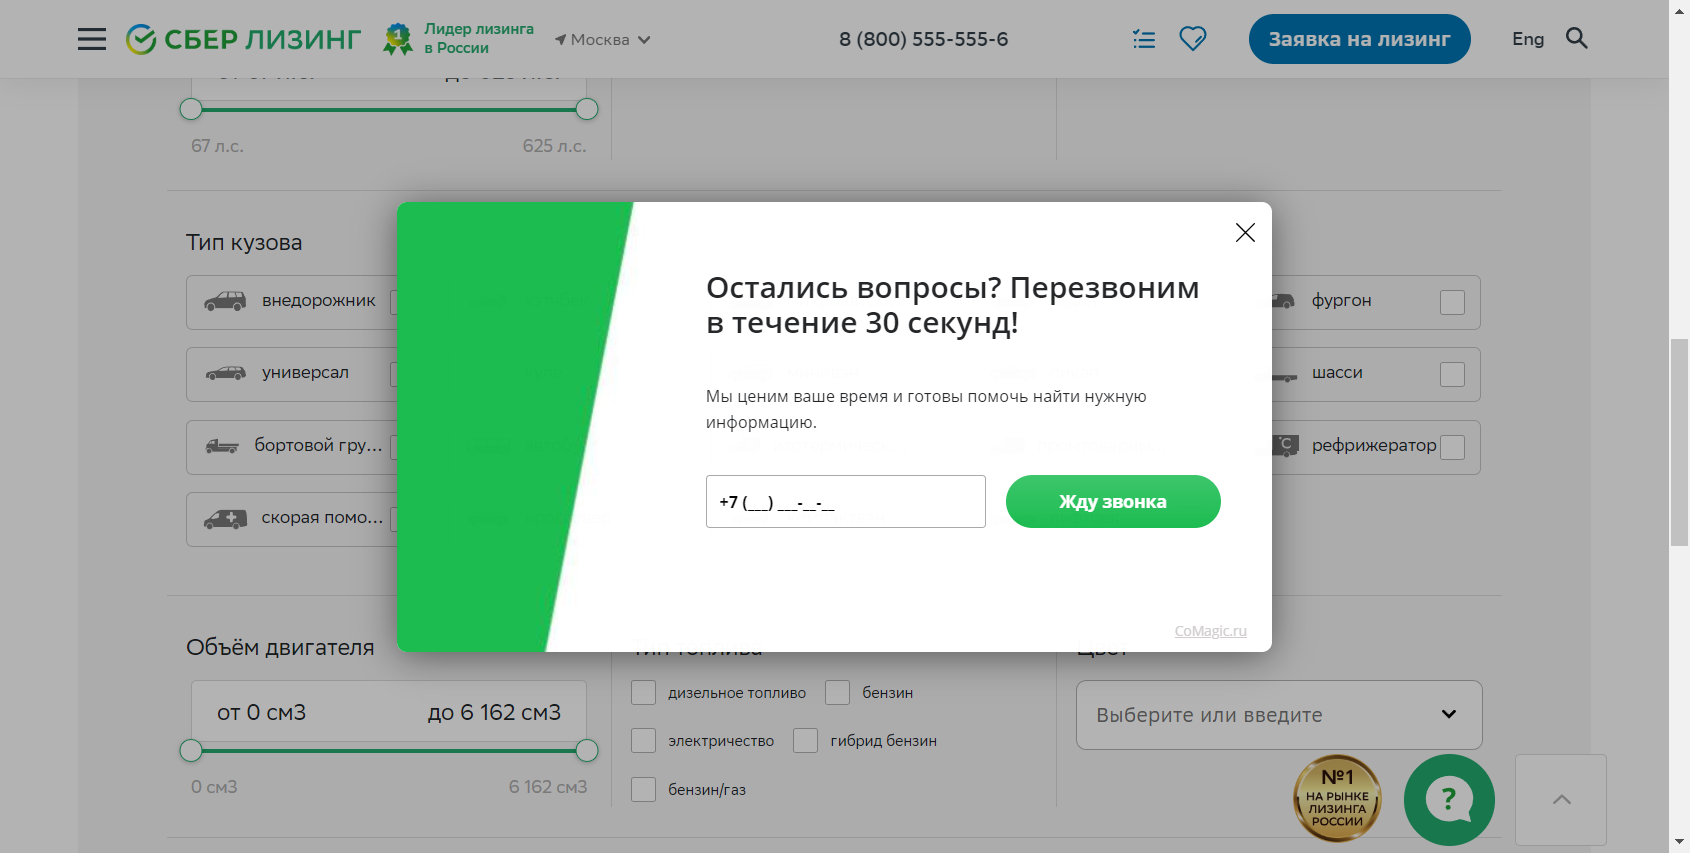 СБЕР ЛИЗИНГ
1
Лидер лизинга
в России
Москва
8 (800) 555-555-6
Заявка на лизинг
Eng
67 л.с.
625 л.с.
Тип кузова
внедорожник
фургон
универсал
шасси
бортовой гру...
°C
рефрижератор
скорая помо...
Остались вопросы? Перезвоним
в течение 30 секунд!
Мы ценим ваше время и готовы помочь найти нужную
информацию.
+7 (___) ___-__-__
Жду звонка
CoMagic.ru
Объём двигателя
от 0 см3
до 6 162 см3
0 см3
6 162 см3
дизельное топливо
бензин
электричество
гибрид бензин
бензин/газ
Выберите или введите
№1
НА РЫНКЕ
ЛИЗИНГА
РОССИИ
?